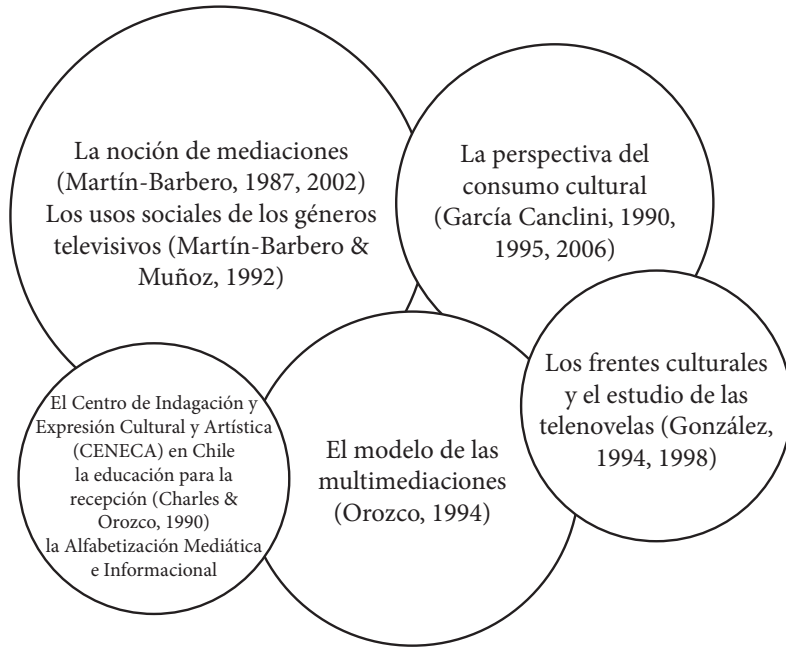 La noción de mediaciones
(Martín-Barbero, 1987, 2002)
Los usos sociales de los géneros
televisivos (Martín-Barbero &
Muñoz, 1992)
La perspectiva del
consumo cultural
(García Canclini, 1990,
1995, 2006)
El Centro de Indagación y
Expresión Cultural y Artística
(CENECA) en Chile
la educación para la
recepción (Charles &
Orozco, 1990)
la Alfabetización Mediática
e Informacional
El modelo de las
multimediaciones
(Orozco, 1994)
Los frentes culturales
y el estudio de las
telenovelas (González,
1994, 1998)